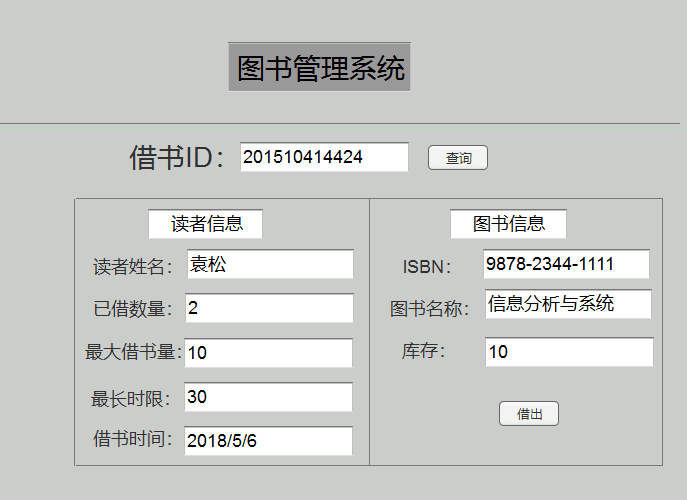 图书管理系统
借书ID： 201510414424 查询
读者信息
读者姓名： 袁松
已借数量： 2
最大借书量： 10
最长时限： 30
借书时间： 2018/5/6
图书信息
ISBN： 9878-2344-1111
图书名称： 信息分析与系统
库存： 10
借出